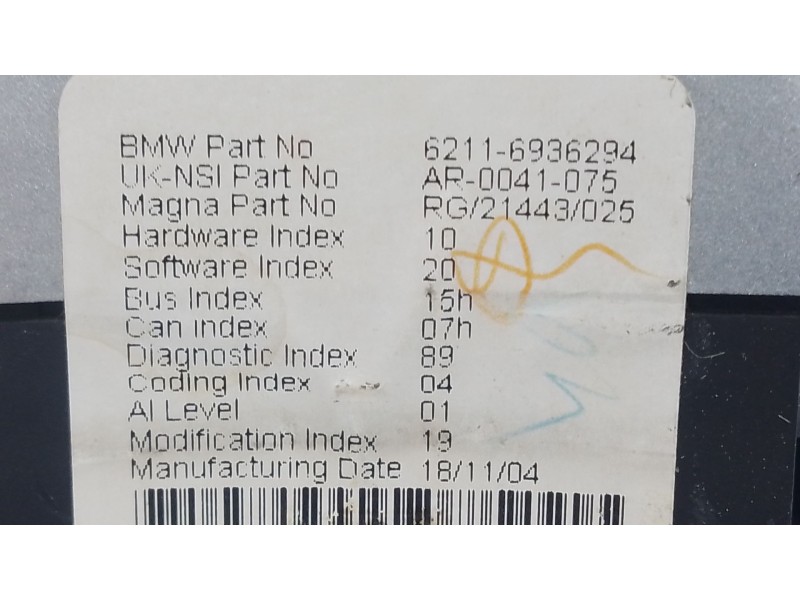 BMW Part No 6211-6936294
UK-NSI Part No AR-0041-075
Magna Part No RG/21443/025
Hardware Index 10
Software Index 20
Bus Index 15h
Can index 07h
Diagnostic Index 89
Coding Index 04
AI Level 01
Modification Index 19
Manufacturing Date 18/11/04